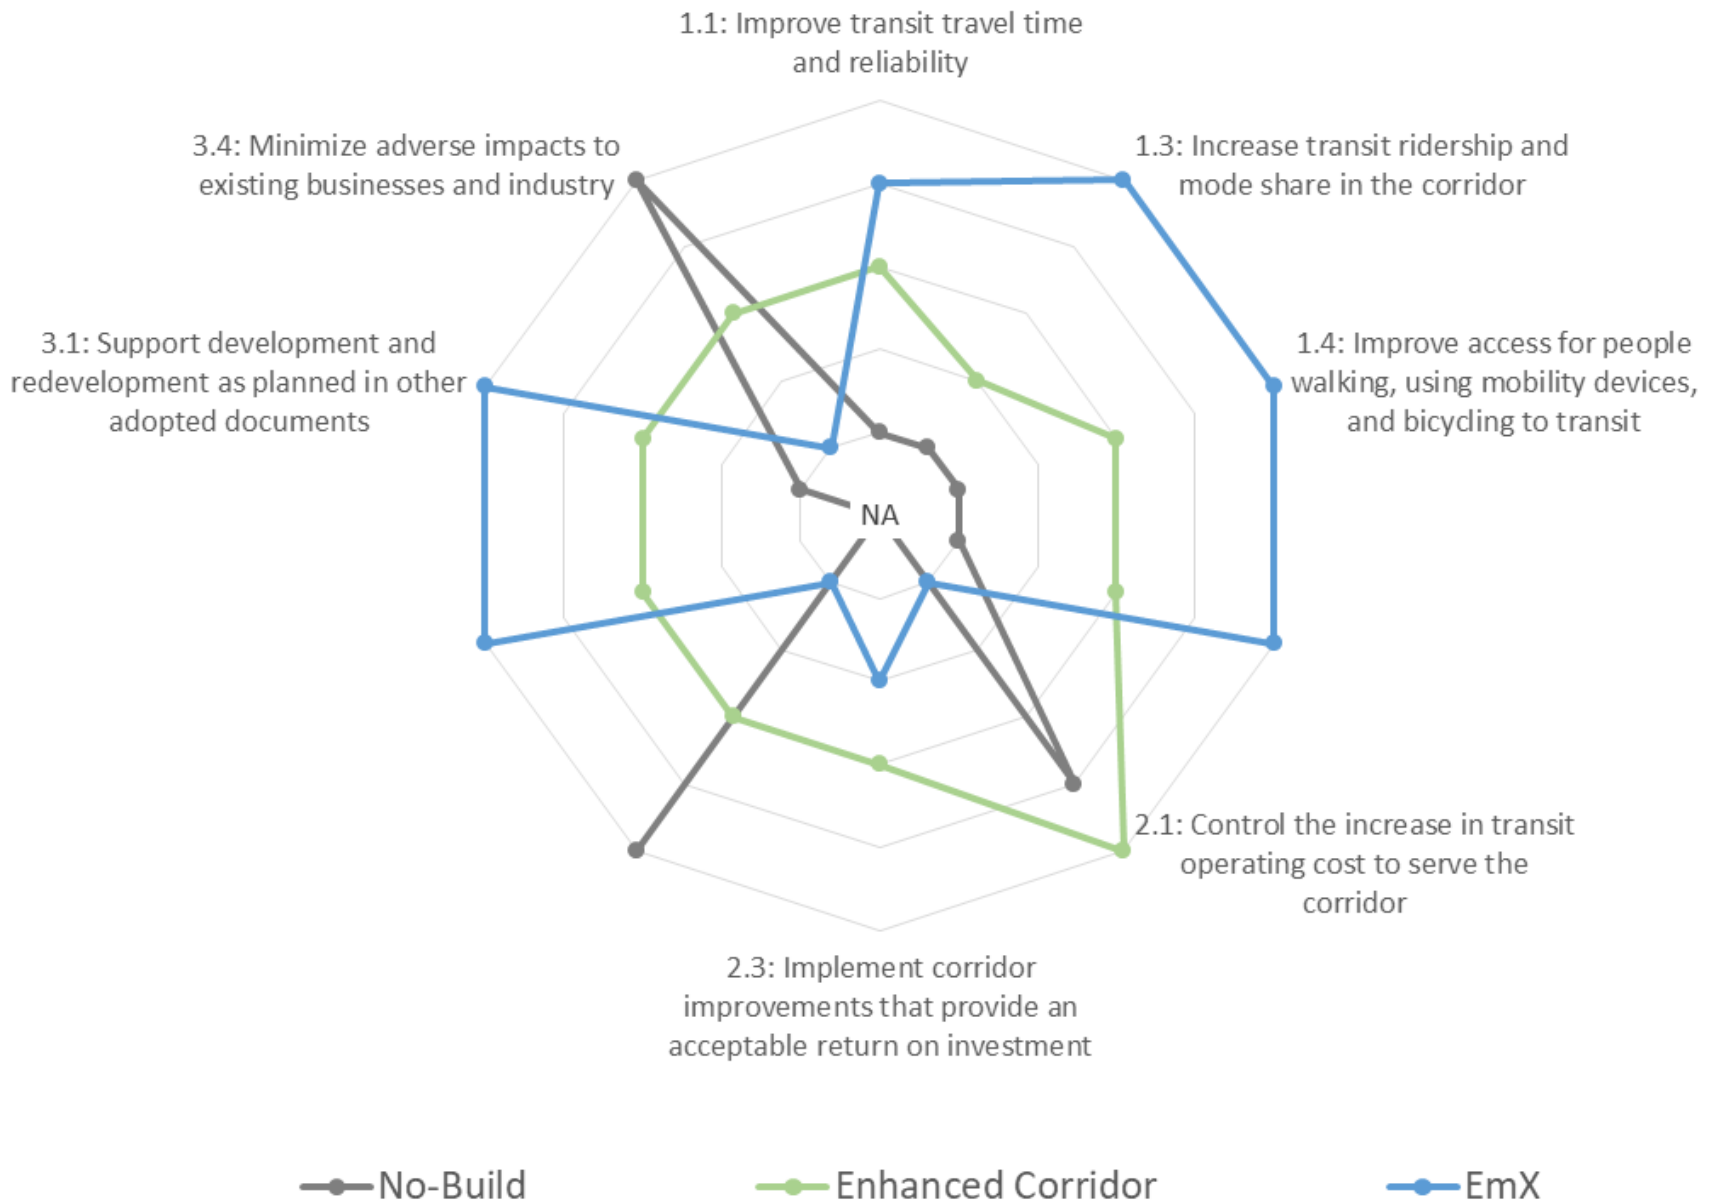 1.1: Improve transit travel time
and reliability
3.4: Minimize adverse impacts to
existing businesses and industry
1.3: Increase transit ridership and
mode share in the corridor
3.1: Support development and
redevelopment as planned in other
adopted documents
1.4: Improve access for people
walking, using mobility devices,
and bicycling to transit
NA
2.1: Control the increase in transit
operating cost to serve the
corridor
2.3: Implement corridor
improvements that provide an
acceptable return on investment
No-Build
Enhanced Corridor
EmX